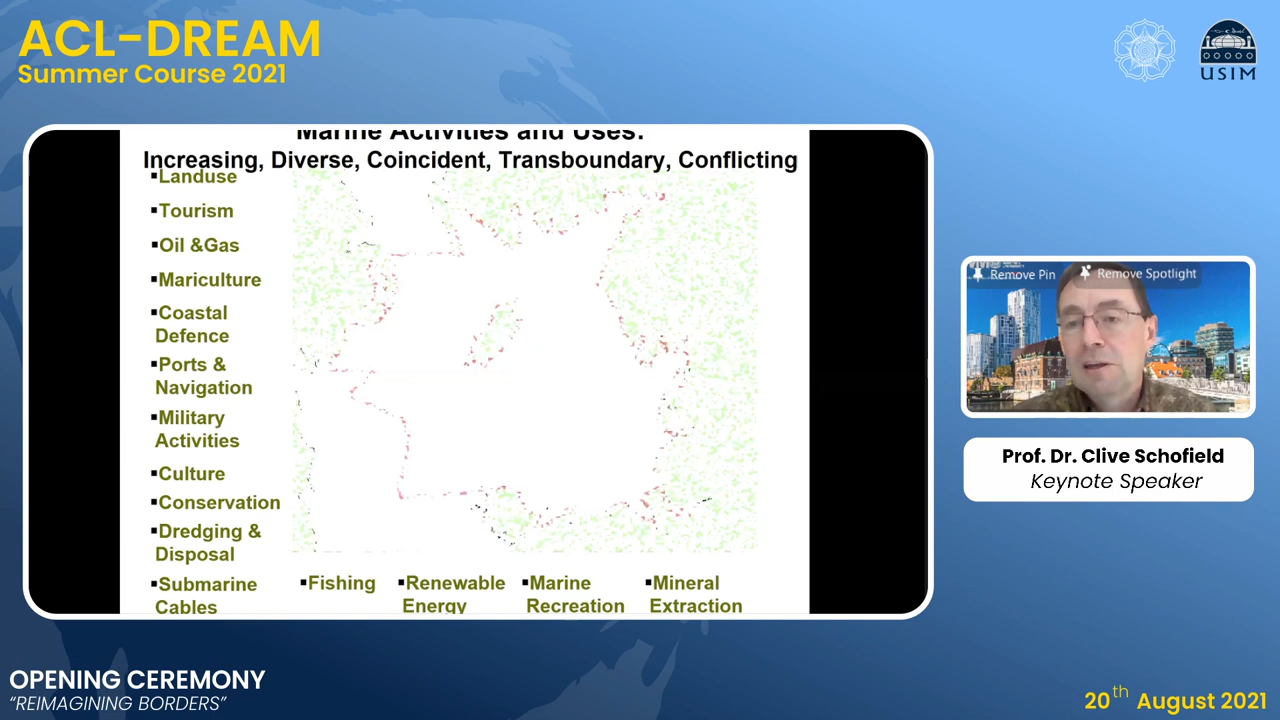 ACL-DREAM
Summer Course 2021
USIM
Marine Activities and Uses:
Increasing, Diverse, Coincident, Transboundary, Conflicting
▪Landuse
▪Tourism
▪Oil &Gas
▪Mariculture
▪Coastal
Defence
▪Ports &
Navigation
▪Military
Activities
▪Culture
▪Conservation
▪Dredging &
Disposal
▪Submarine
Cables
▪Fishing
▪Renewable
Energy
▪Marine
Recreation
▪Mineral
Extraction
Remove Pin
Remove Spotlight
Prof. Dr. Clive Schofield
Keynote Speaker
OPENING CEREMONY
“REIMAGINING BORDERS”
20th August 2021